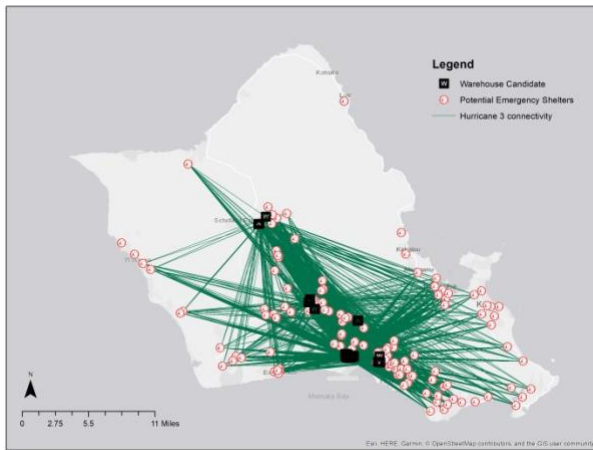 Legend
Warehouse Candidate
Potential Emergency Shelters
Hurricane 3 connectivity
N
0 2.75 5.5 11 Miles
Esri, HERE, Garmin, © OpenStreetMap contributors, and the GIS user community